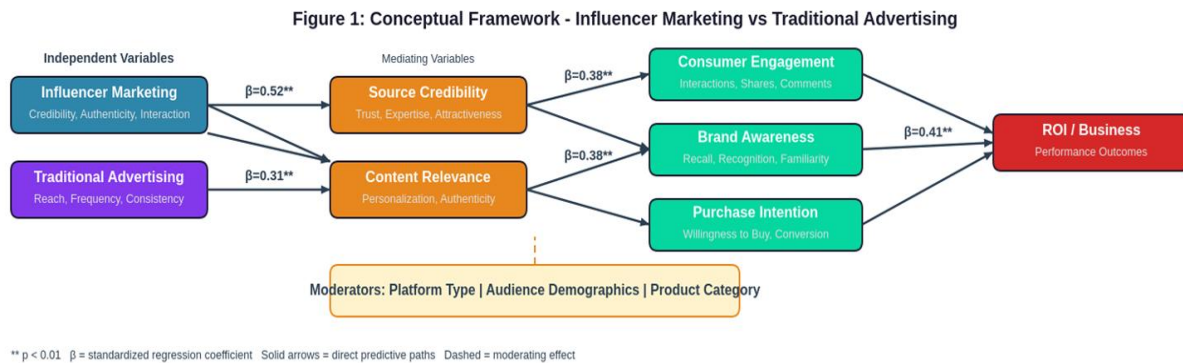 Figure 1: Conceptual Framework - Influencer Marketing vs Traditional Advertising
Independent Variables
Mediating Variables
Influencer Marketing
Credibility, Authenticity, Interaction
β=0.52**
Source Credibility
Trust, Expertise, Attractiveness
β=0.38**
Consumer Engagement
Interactions, Shares, Comments
Traditional Advertising
Reach, Frequency, Consistency
β=0.31**
Content Relevance
Personalization, Authenticity
β=0.38**
Brand Awareness
Recall, Recognition, Familiarity
β=0.41**
ROI / Business
Performance Outcomes
Purchase Intention
Willingness to Buy, Conversion
Moderators: Platform Type | Audience Demographics | Product Category
** p < 0.01 β = standardized regression coefficient Solid arrows = direct predictive paths Dashed = moderating effect